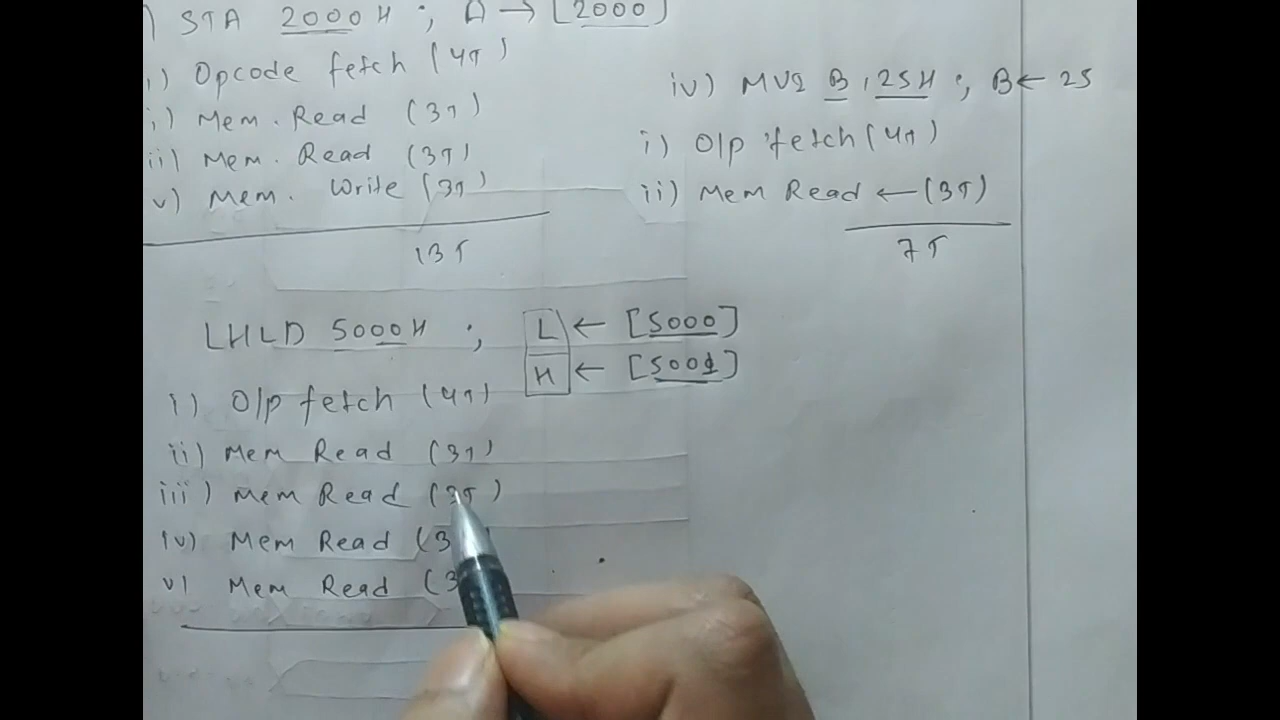 ) STA 2000H ; A → [2000]
i) Opcode fetch (4T)
i) Mem. Read (3T)
ii) Mem. Read (3T)
v) Mem. Write (3T)
13T
iv) MVI B, 25H ; B ← 25
i) O/p fetch (4T)
ii) Mem Read ← (3T)
7T
LHLD 5000H ; L ← [5000]
H ← [5001]
i) O/p fetch (4T)
ii) Mem Read (3T)
iii) Mem Read (3T)
iv) Mem Read (3
v) Mem Read (3